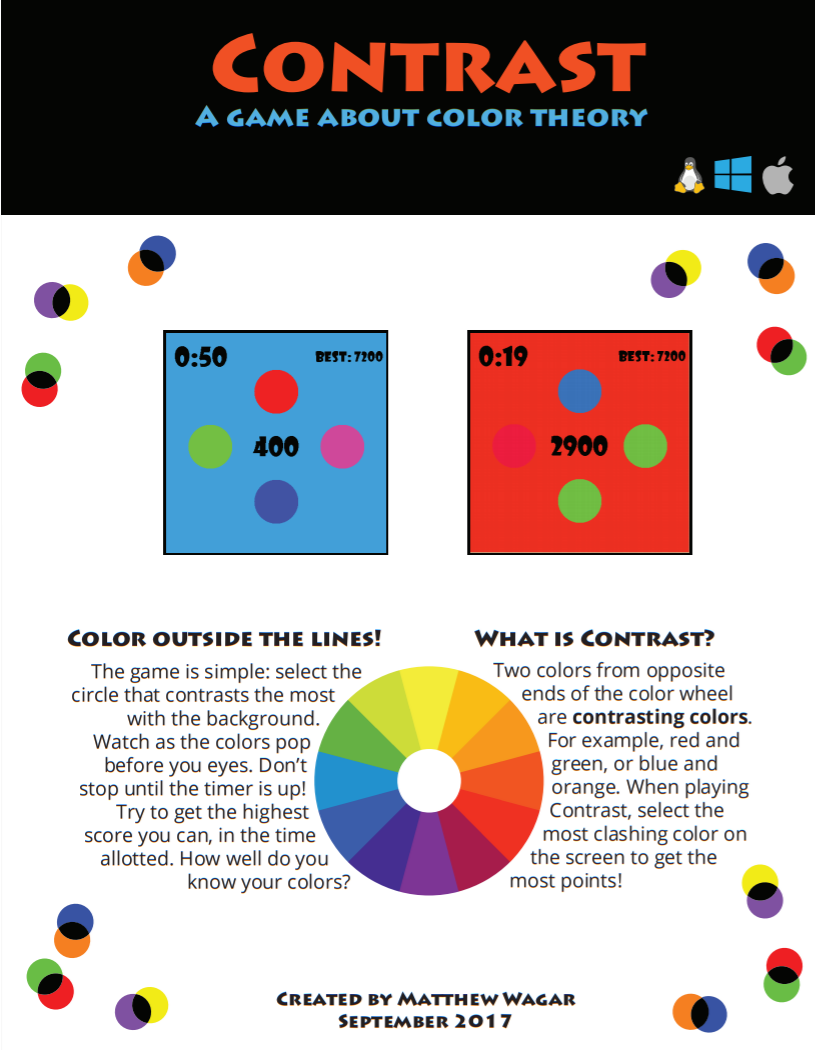 Contrast
A game about color theory
0:50
Best: 7200
400
0:19
Best: 7200
2900
Color outside the lines!
The game is simple: select the
circle that contrasts the most
with the background.
Watch as the colors pop
before you eyes. Don’t
stop until the timer is up!
Try to get the highest
score you can, in the time
allotted. How well do you
know your colors?
What is Contrast?
Two colors from opposite
ends of the color wheel
are contrasting colors.
For example, red and
green, or blue and
orange. When playing
Contrast, select the
most clashing color on
the screen to get the
most points!
Created by Matthew Wagar
September 2017